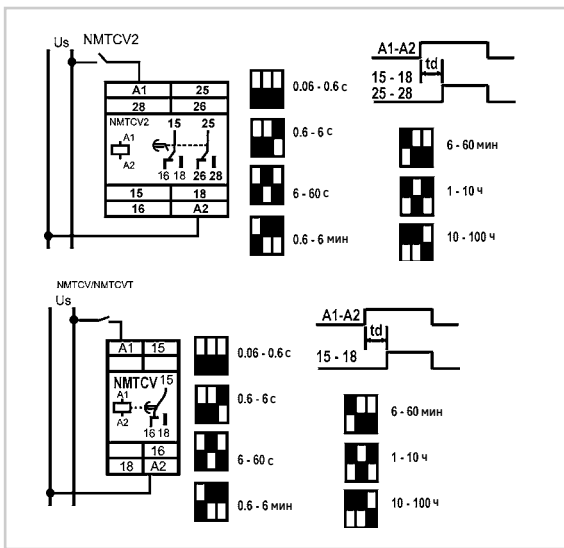 Us NMTCV2
A1 25
28 26
NMTCV2 15 25
A1
A2
16 18 26 28
15 18
16 A2
0.06 - 0.6 с
0.6 - 6 с
6 - 60 с
0.6 - 6 мин
A1-A2
td
15 - 18
25 - 28
6 - 60 мин
1 - 10 ч
10 - 100 ч
NMTCV/NMTCVT
Us
A1 15
NMTCV 15
A1
A2
16 18
16
18 A2
0.06 - 0.6 с
0.6 - 6 с
6 - 60 с
0.6 - 6 мин
A1-A2
td
15 - 18
6 - 60 мин
1 - 10 ч
10 - 100 ч